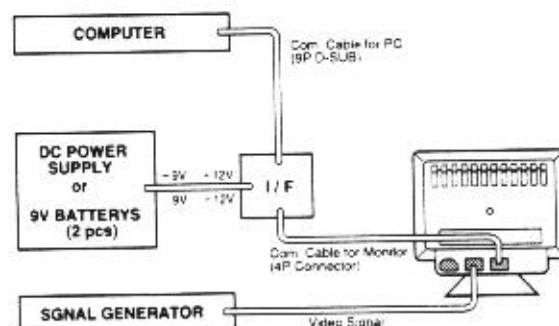 COMPUTER
Com. Cable for PC
(9P D-SUB)
DC POWER
SUPPLY
or
9V BATTERYS
(2 pcs)
-9V -12V
9V -12V
I/F
Com. Cable for Monitor
(4P Connector)
SGNAL GENERATOR
Video Signal